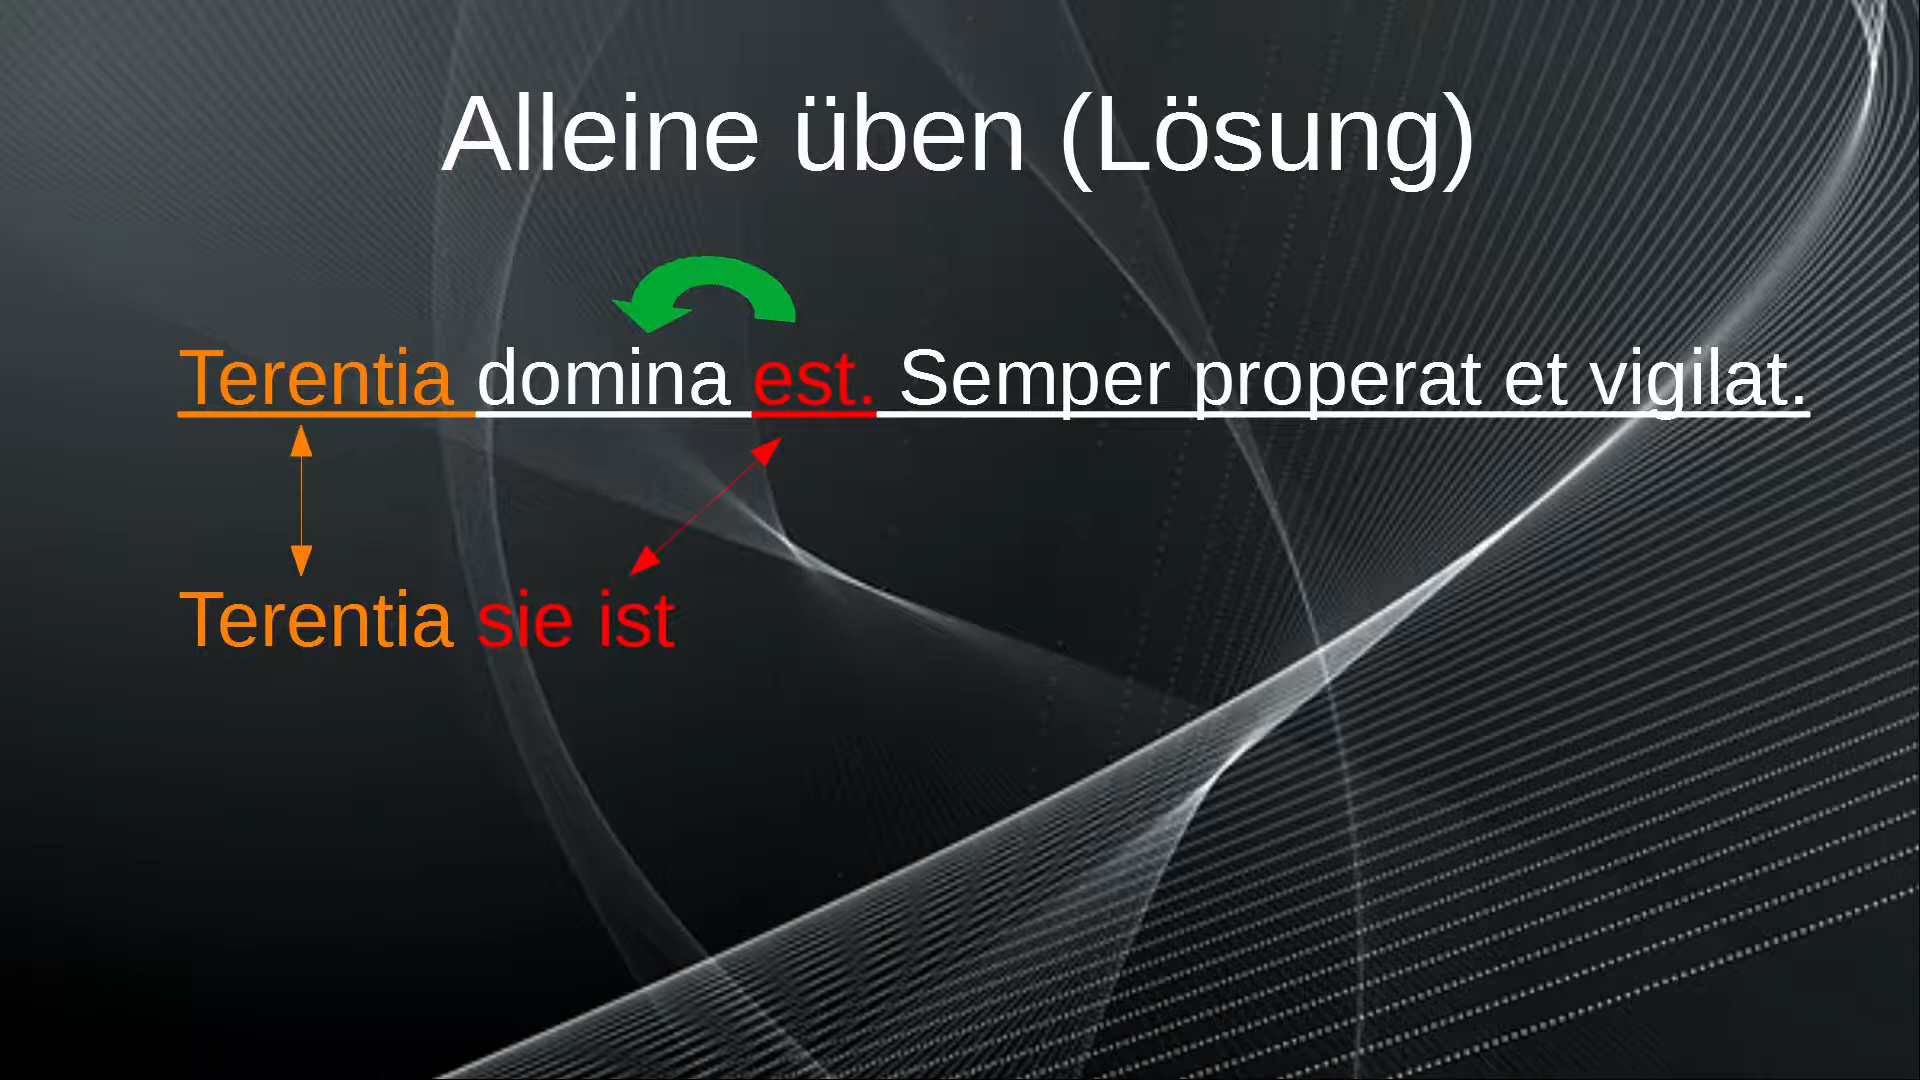 Alleine üben (Lösung)
Terentia domina est. Semper properat et vigilat.
Terentia sie ist